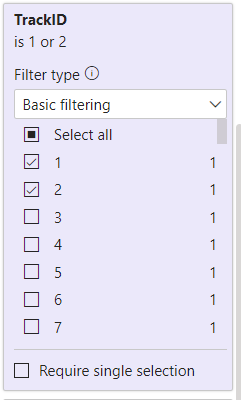 TrackID
is 1 or 2
Filter type
Basic filtering
Select all
1 1
2 1
3 1
4 1
5 1
6 1
7 1
Require single selection